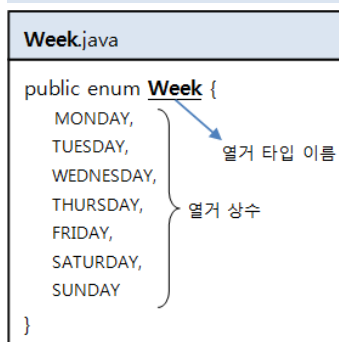 Week.java
public enum Week {
MONDAY,
TUESDAY,
열거 타입 이름
WEDNESDAY,
THURSDAY,
열거 상수
FRIDAY,
SATURDAY,
SUNDAY
}